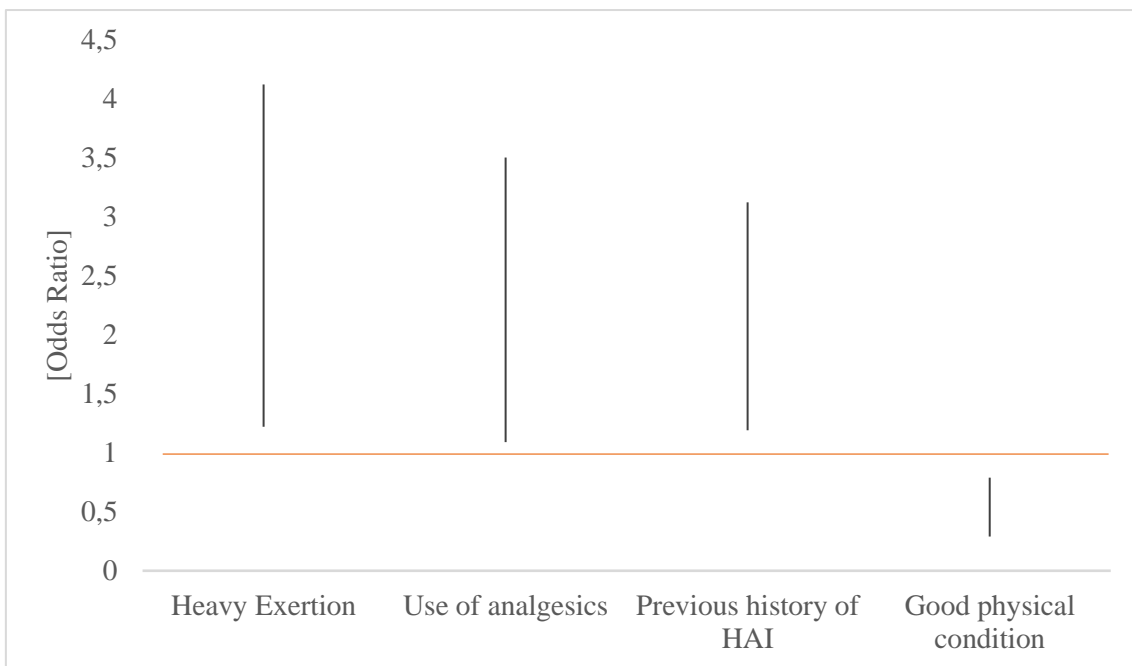 4,5
4
3,5
3
2,5
2
1,5
1
0,5
0
[Odds Ratio]
Heavy Exertion
Use of analgesics
Previous history of
HAI
Good physical
condition